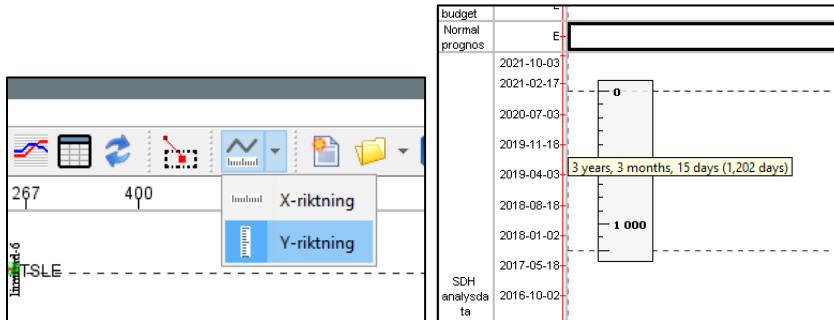 267
400
X-riktning
Y-riktning
linmind-6
TSLE
budget
E
Normal
prognos
E
2021-10-03
2021-02-17
2020-07-03
2019-11-18
2019-04-03
2018-08-18
2018-01-02
2017-05-18
2016-10-02
0
3 years, 3 months, 15 days (1,202 days)
1 000
SDH
analysda
ta